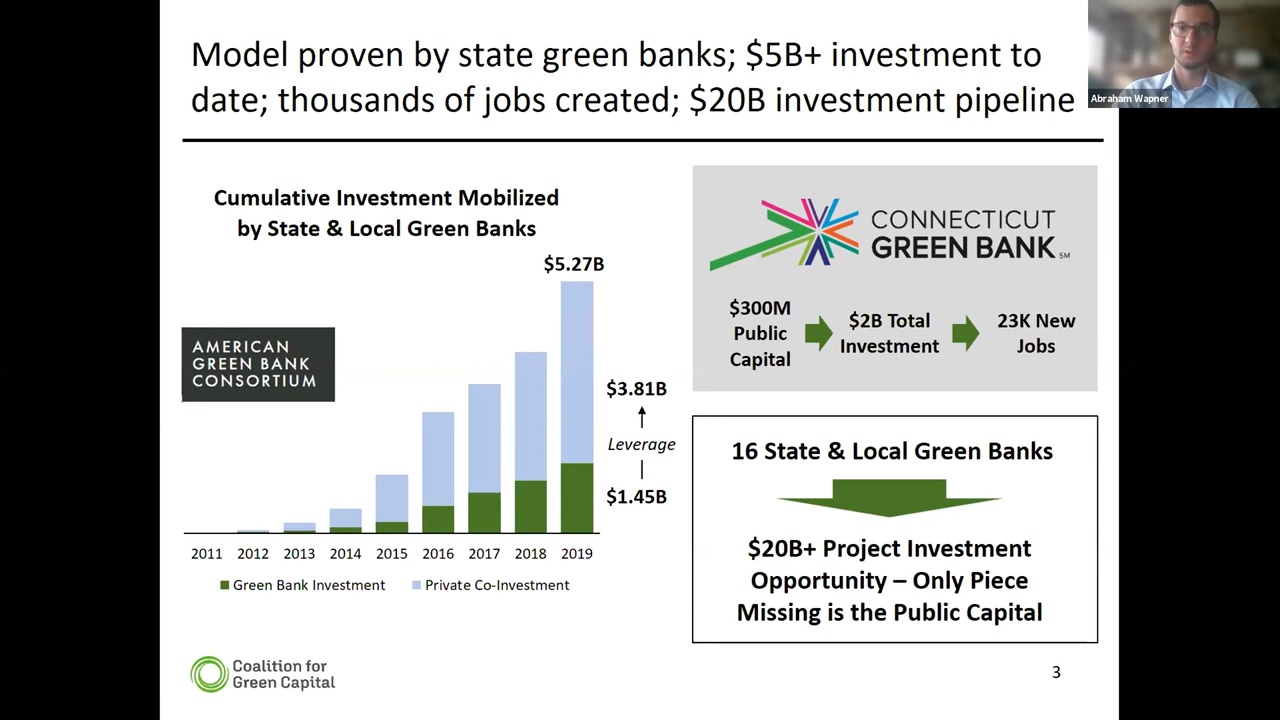 Model proven by state green banks; $5B+ investment to
date; thousands of jobs created; $20B investment pipeline
Abraham Wapner
Cumulative Investment Mobilized
by State & Local Green Banks
$5.27B
AMERICAN
GREEN BANK
CONSORTIUM
$3.81B
Leverage
$1.45B
2011 2012 2013 2014 2015 2016 2017 2018 2019
Green Bank Investment Private Co-Investment
CONNECTICUT
GREEN BANK℠
$300M
Public
Capital
$2B Total
Investment
23K New
Jobs
16 State & Local Green Banks
$20B+ Project Investment
Opportunity – Only Piece
Missing is the Public Capital
Coalition for
Green Capital
3